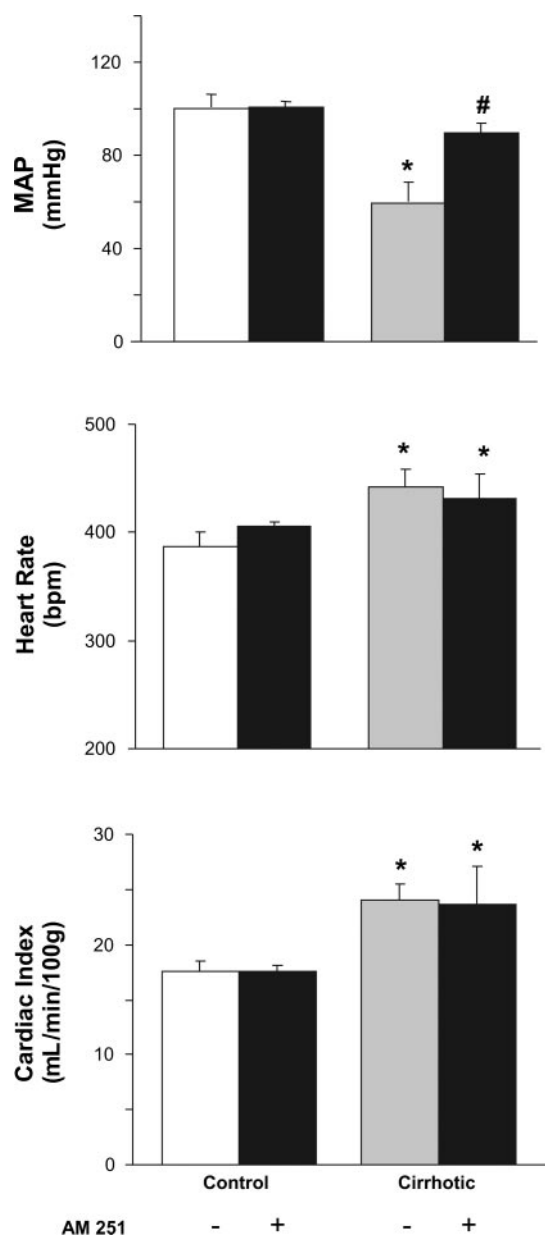 MAP
(mmHg)
120
80
40
0
*
#
Heart Rate
(bpm)
500
400
300
200
*
*
Cardiac Index
(mL/min/100g)
30
20
10
0
*
*
Control
Cirrhotic
AM 251 - + - +